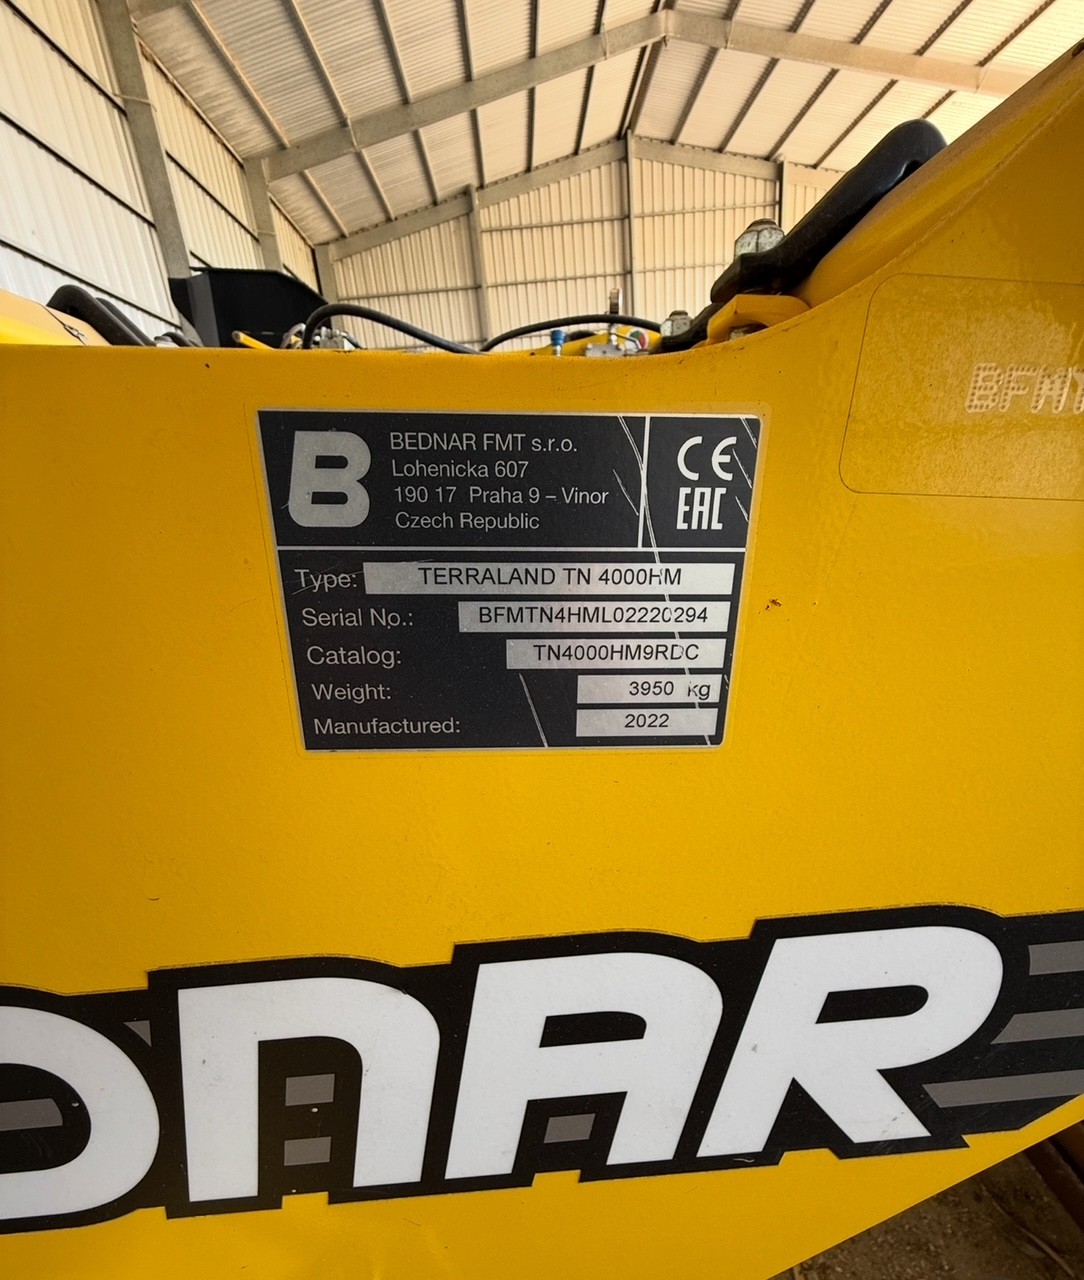 B
BEDNAR FMT s.r.o.
Lohenicka 607
190 17 Praha 9 – Vinor
Czech Republic
CE
EAC
Type: TERRALAND TN 4000HM
Serial No.: BFMTN4HML02220294
Catalog: TN4000HM9RDC
Weight: 3950 kg
Manufactured: 2022
BFMT
DNAR